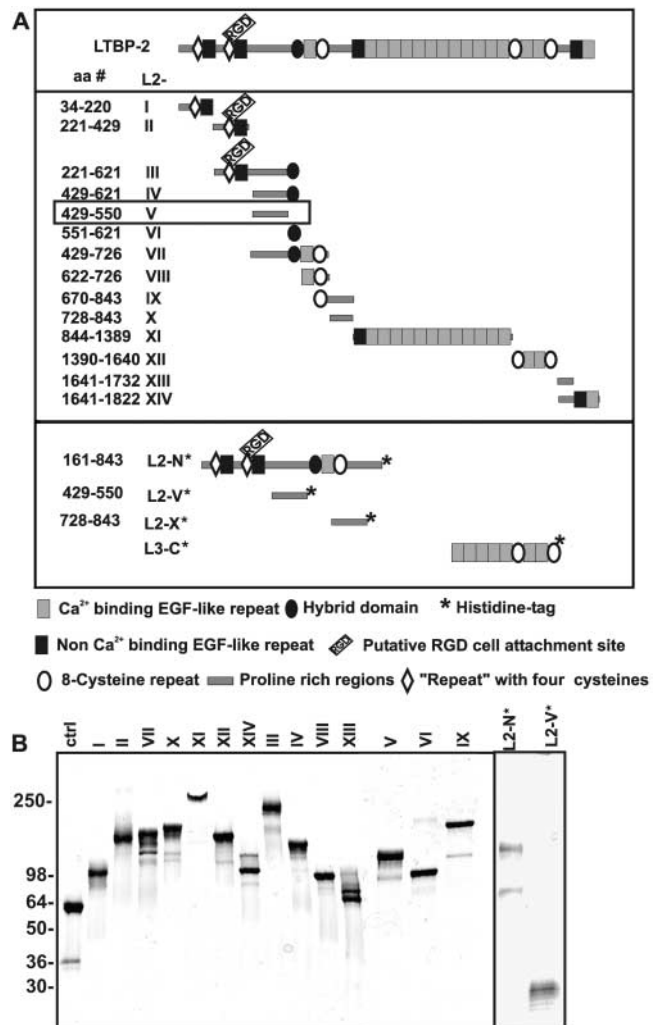 A
LTBP-2
RGD
aa # L2-
34-220 I
221-429 II
RGD
RGD
221-621 III
429-621 IV
429-550 V
551-621 VI
429-726 VII
622-726 VIII
670-843 IX
728-843 X
844-1389 XI
1390-1640 XII
1641-1732 XIII
1641-1822 XIV
RGD
161-843 L2-N* *
429-550 L2-V* *
728-843 L2-X* *
L3-C* *
Ca²⁺ binding EGF-like repeat Hybrid domain * Histidine-tag
Non Ca²⁺ binding EGF-like repeat RGD Putative RGD cell attachment site
8-Cysteine repeat Proline rich regions "Repeat" with four cysteines
B
ctrl I II VII X XI XII XIV III IV VIII XIII V VI IX L2-N* L2-V*
250-
98-
64-
50-
36-
30-